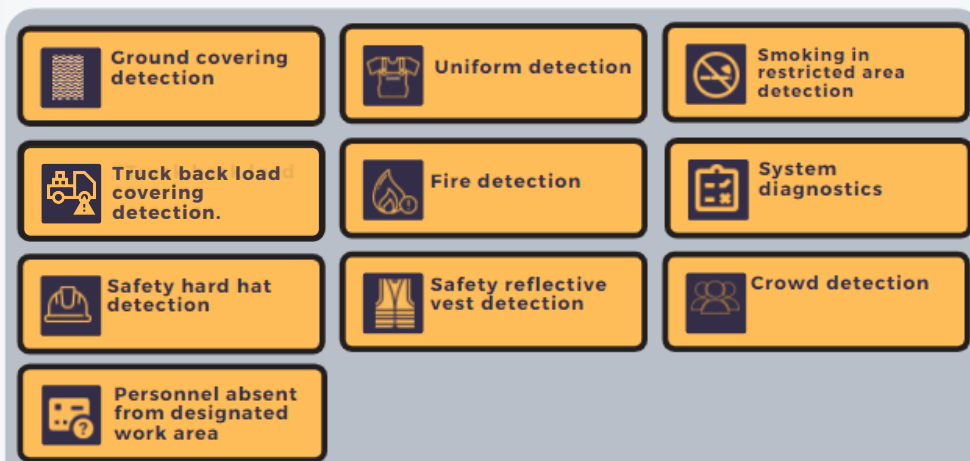 Ground covering
detection
Uniform detection
Smoking in
restricted area
detection
Truck back load
covering
detection.
Fire detection
System
diagnostics
Safety hard hat
detection
Safety reflective
vest detection
Crowd detection
Personnel absent
from designated
work area